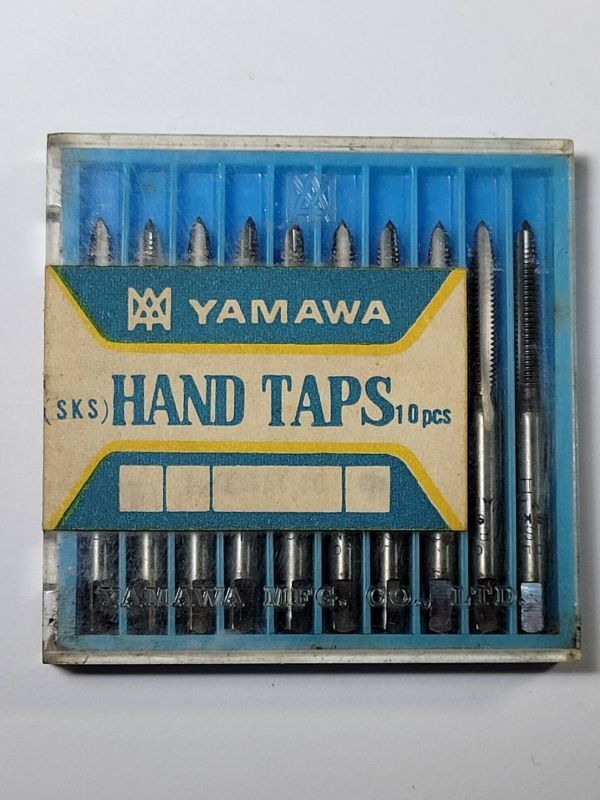 YAMAWA
(SKS) HAND TAPS 10 pcs
YAMAWA MFG. CO., LTD.